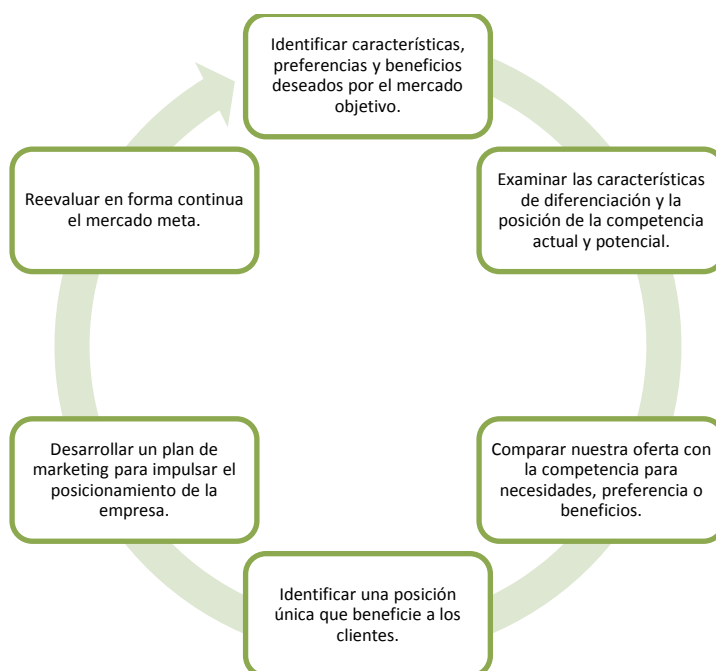 Identificar características,
preferencias y beneficios
deseados por el mercado
objetivo.
Examinar las características
de diferenciación y la
posición de la competencia
actual y potencial.
Comparar nuestra oferta con
la competencia para
necesidades, preferencia o
beneficios.
Identificar una posición
única que beneficie a los
clientes.
Desarrollar un plan de
marketing para impulsar el
posicionamiento de la
empresa.
Reevaluar en forma continua
el mercado meta.